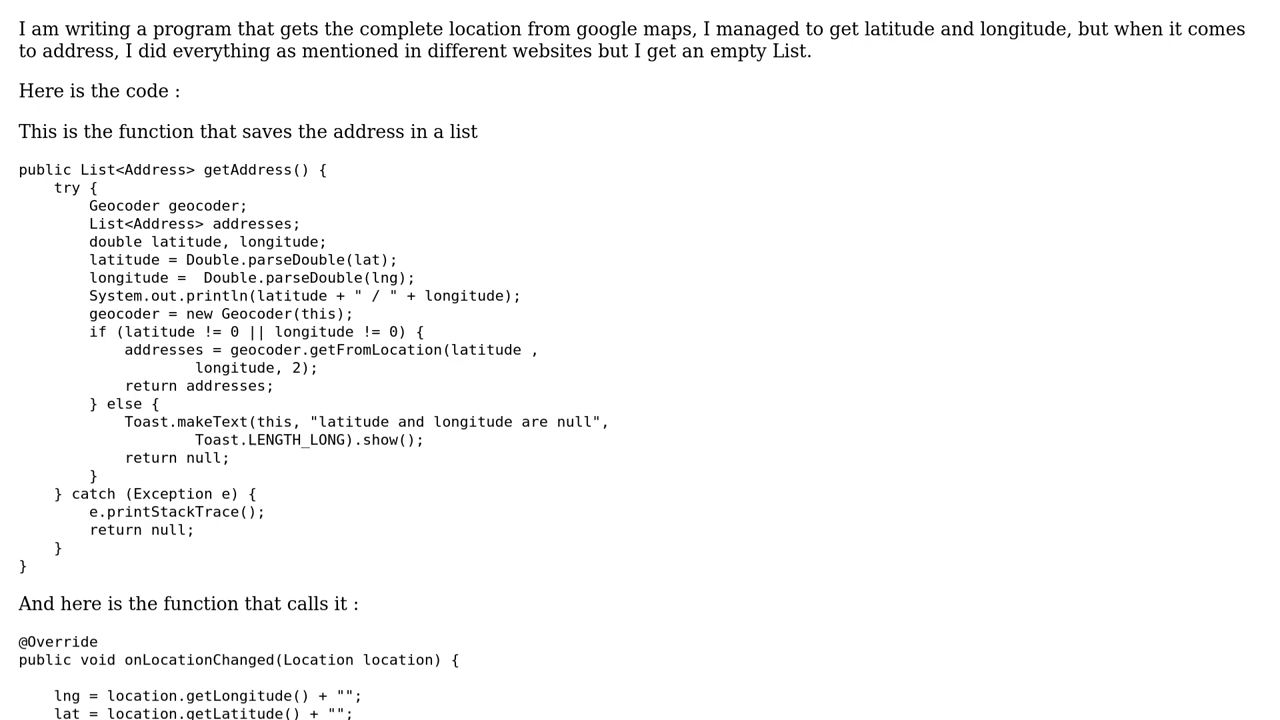 I am writing a program that gets the complete location from google maps, I managed to get latitude and longitude, but when it comes
to address, I did everything as mentioned in different websites but I get an empty List.
Here is the code :
This is the function that saves the address in a list
public List<Address> getAddress() {
    try {
        Geocoder geocoder;
        List<Address> addresses;
        double latitude, longitude;
        latitude = Double.parseDouble(lat);
        longitude =  Double.parseDouble(lng);
        System.out.println(latitude + " / " + longitude);
        geocoder = new Geocoder(this);
        if (latitude != 0 || longitude != 0) {
            addresses = geocoder.getFromLocation(latitude ,
                    longitude, 2);
            return addresses;
        } else {
            Toast.makeText(this, "latitude and longitude are null",
                    Toast.LENGTH_LONG).show();
            return null;
        }
    } catch (Exception e) {
        e.printStackTrace();
        return null;
    }
}
And here is the function that calls it :
@Override
public void onLocationChanged(Location location) {
    lng = location.getLongitude() + "";
    lat = location.getLatitude() + "";